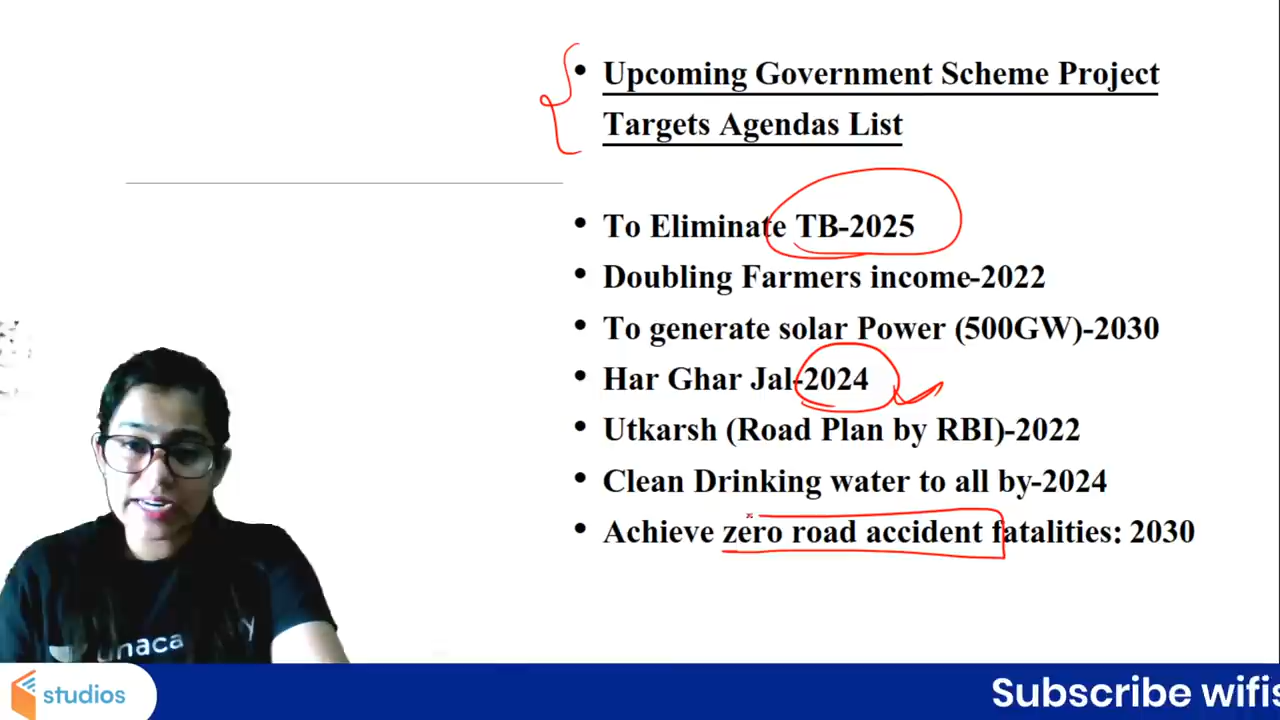 Upcoming Government Scheme Project
Targets Agendas List
To Eliminate TB-2025
Doubling Farmers income-2022
To generate solar Power (500GW)-2030
Har Ghar Jal-2024
Utkarsh (Road Plan by RBI)-2022
Clean Drinking water to all by-2024
Achieve zero road accident fatalities: 2030
studios
Subscribe wifis